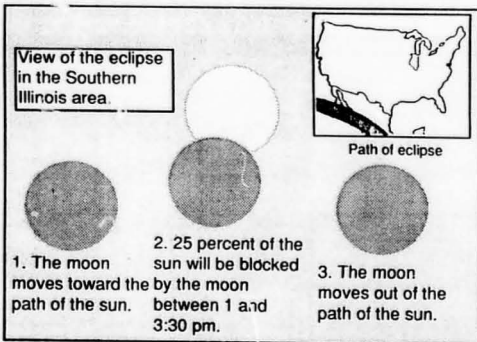 View of the eclipse
in the Southern
Illinois area.
Path of eclipse
1. The moon
moves toward the
path of the sun.
2. 25 percent of the
sun will be blocked
by the moon
between 1 and
3:30 pm.
3. The moon
moves out of the
path of the sun.